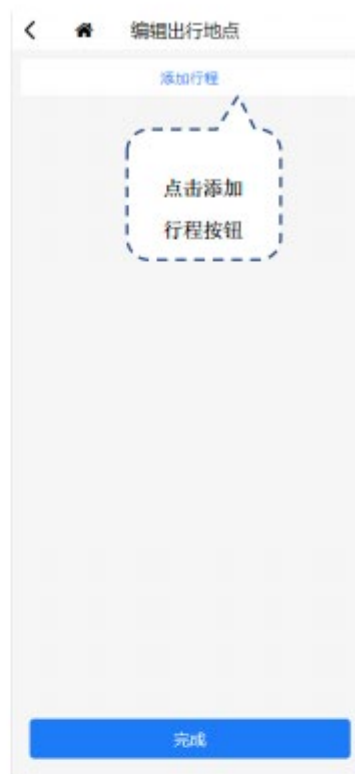 编辑出行地点
添加行程
点击添加
行程按钮
完成